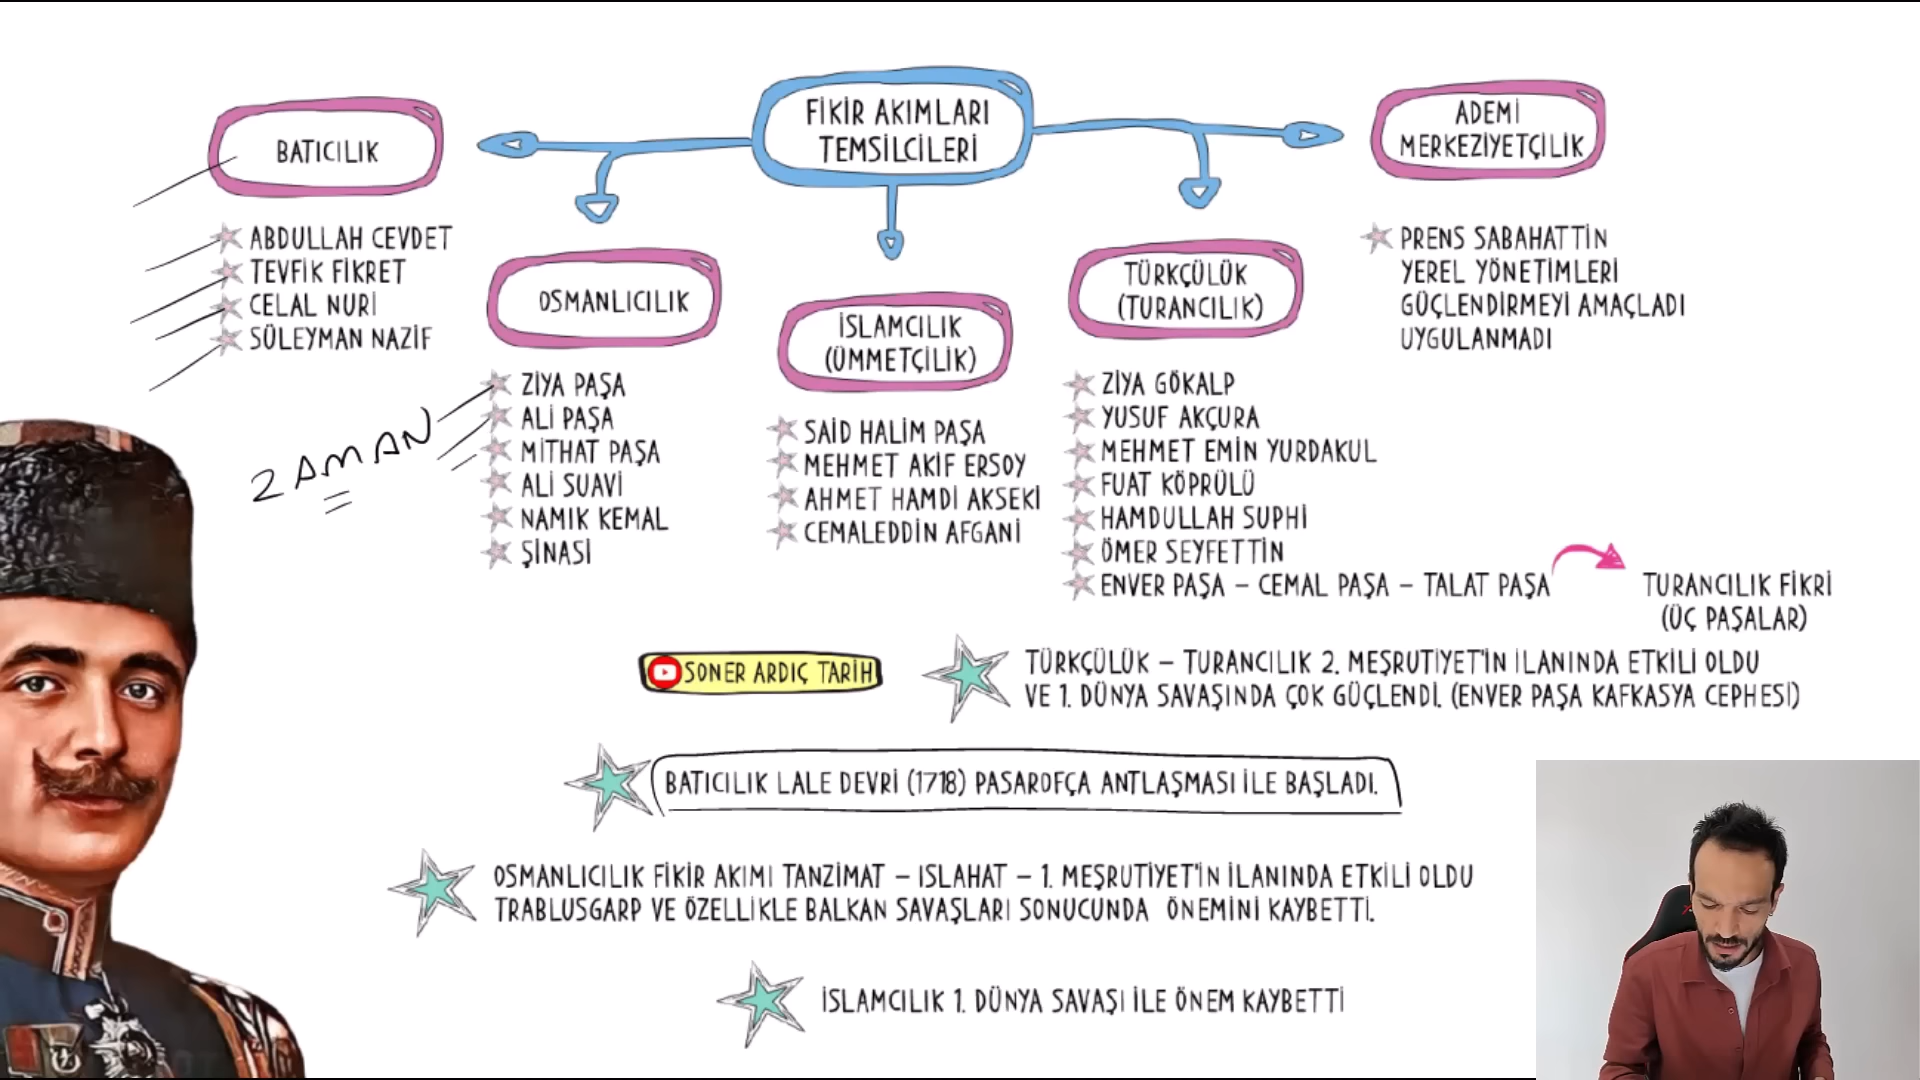 FİKİR AKIMLARI
TEMSİLCİLERİ
BATICILIK
ABDULLAH CEVDET
TEVFİK FİKRET
CELAL NURİ
SÜLEYMAN NAZİF
OSMANLICILIK
ZİYA PAŞA
ALİ PAŞA
MİTHAT PAŞA
ALİ SUAVİ
NAMIK KEMAL
ŞİNASİ
ZAMAN
İSLAMCILIK
(ÜMMETÇİLİK)
SAİD HALİM PAŞA
MEHMET AKİF ERSOY
AHMET HAMDİ AKSEKİ
CEMALEDDİN AFGANİ
TÜRKÇÜLÜK
(TURANCILIK)
ZİYA GÖKALP
YUSUF AKÇURA
MEHMET EMİN YURDAKUL
FUAT KÖPRÜLÜ
HAMDULLAH SUPHİ
ÖMER SEYFETTİN
ENVER PAŞA – CEMAL PAŞA – TALAT PAŞA
TURANCILIK FİKRİ
(ÜÇ PAŞALAR)
ADEMİ
MERKEZİYETÇİLİK
PRENS SABAHATTİN
YEREL YÖNETİMLERİ
GÜÇLENDİRMEYİ AMAÇLADI
UYGULANMADI
SONER ARDIÇ TARİH
TÜRKÇÜLÜK – TURANCILIK 2. MEŞRUTİYET'İN İLANINDA ETKİLİ OLDU
VE 1. DÜNYA SAVAŞINDA ÇOK GÜÇLENDİ. (ENVER PAŞA KAFKASYA CEPHESİ)
BATICILIK LALE DEVRİ (1718) PASAROFÇA ANTLAŞMASI İLE BAŞLADI.
OSMANLICILIK FİKİR AKIMI TANZİMAT – ISLAHAT – 1. MEŞRUTİYET'İN İLANINDA ETKİLİ OLDU
TRABLUSGARP VE ÖZELLİKLE BALKAN SAVAŞLARI SONUCUNDA ÖNEMİNİ KAYBETTİ.
İSLAMCILIK 1. DÜNYA SAVAŞI İLE ÖNEM KAYBETTİ